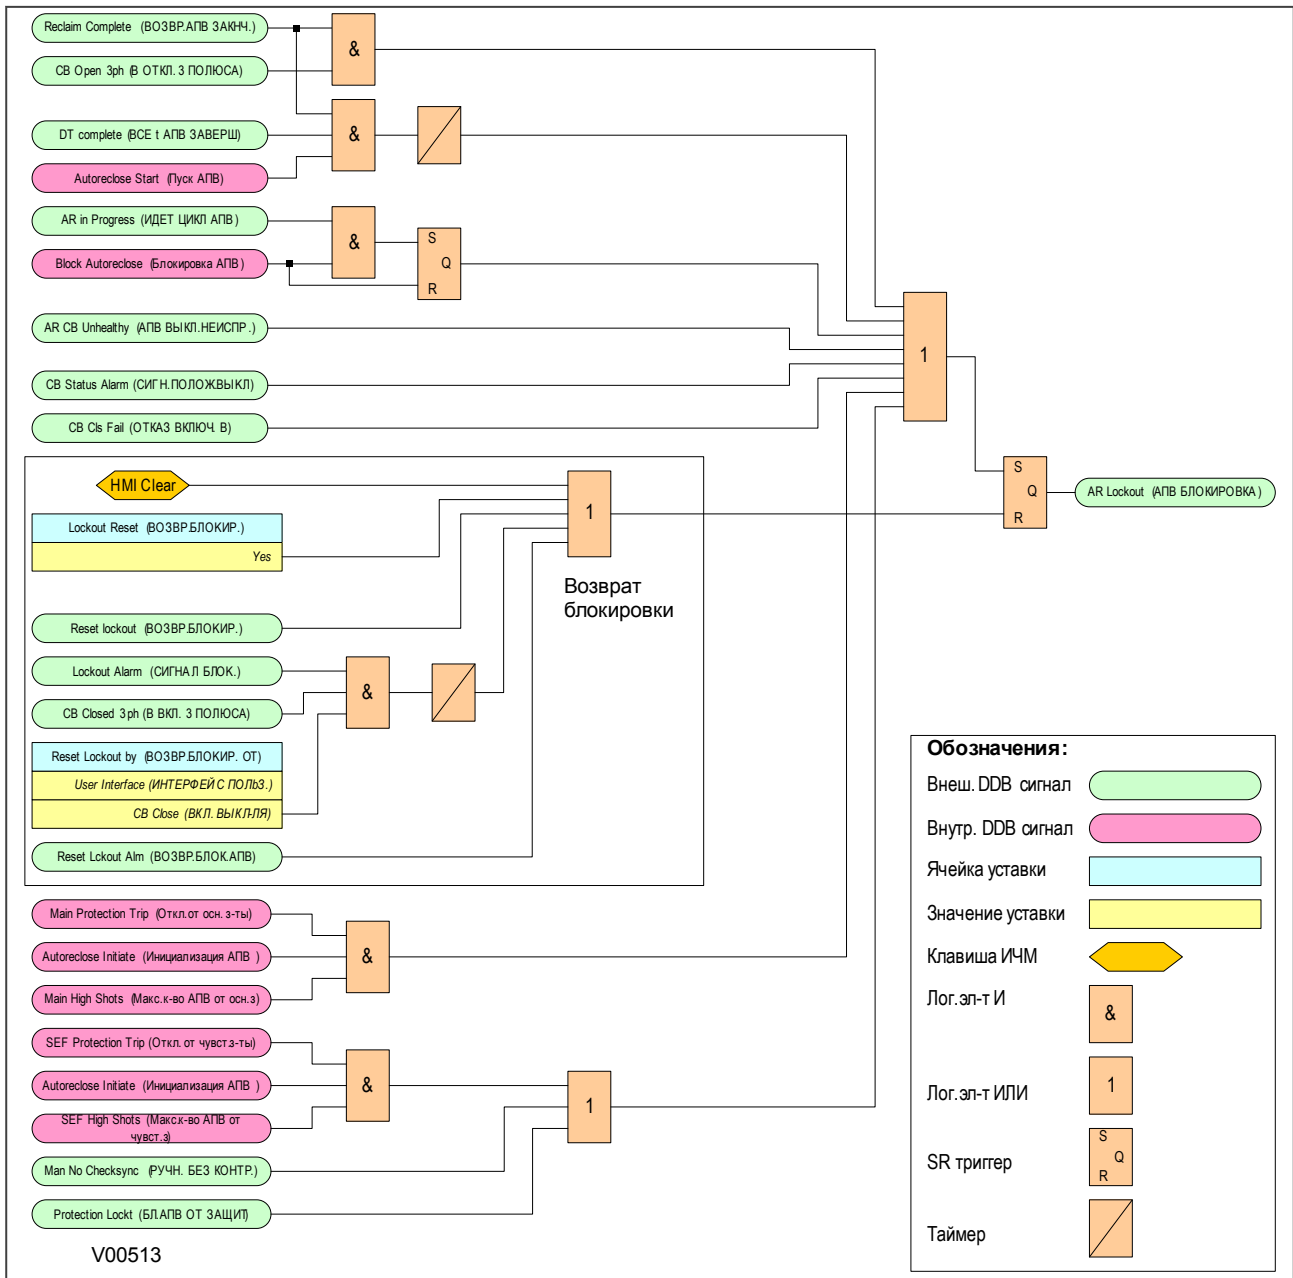 Reclaim Complete (ВОЗВР.АПВ ЗАКНЧ.)
&
CB Open 3ph (В ОТКЛ. 3 ПОЛЮСА)
DT complete (ВСЕ t АПВ ЗАВЕРШ)
&
Autoreclose Start (Пуск АПВ)
AR in Progress (ИДЕТ ЦИКЛ АПВ)
&
S
Q
R
Block Autoreclose (Блокировка АПВ)
AR CB Unhealthy (АПВ ВЫКЛ.НЕИСПР.)
1
CB Status Alarm (СИГН.ПОЛОЖ.ВЫКЛ)
CB Cls Fail (ОТКАЗ ВКЛЮЧ. В)
HMI Clear
1
S
Q
R
AR Lockout (АПВ БЛОКИРОВКА)
Lockout Reset (ВОЗВР.БЛОКИР.)
Yes
Возврат
блокировки
Reset lockout (ВОЗВР.БЛОКИР.)
Lockout Alarm (СИГНАЛ БЛОК.)
&
CB Closed 3ph (В ВКЛ. 3 ПОЛЮСА)
Reset Lockout by (ВОЗВР.БЛОКИР. ОТ)
User Interface (ИНТЕРФЕЙС ПОЛЬЗ.)
CB Close (ВКЛ. ВЫКЛ-ЛЯ)
Reset Lckout Alm (ВОЗВР.БЛОК.АПВ)
Main Protection Trip (Откл.от осн. з-ты)
Autoreclose Initiate (Инициализация АПВ )
&
Main High Shots (Макс.к-во АПВ от осн.з)
SEF Protection Trip (Откл. от чувст.з-ты)
Autoreclose Initiate (Инициализация АПВ )
&
SEF High Shots (Макс.к-во АПВ от
чувст.з)
1
Man No Checksync (РУЧН. БЕЗ КОНТР.)
Protection Lockt (БЛ.АПВ ОТ ЗАЩИТ)
V00513
Обозначения:
Внеш. DDB сигнал
Внутр. DDB сигнал
Ячейка уставки
Значение уставки
Клавиша ИЧМ
Лог.эл-т И
&
Лог.эл-т ИЛИ
1
SR триггер
S
Q
R
Таймер